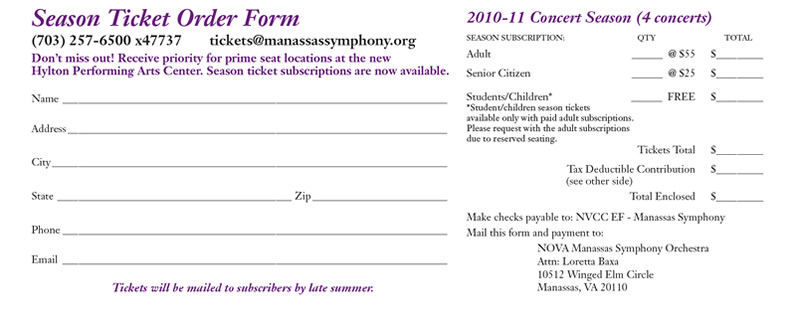 Season Ticket Order Form
(703) 257-6500 x47737 tickets@manassassymphony.org
Don't miss out! Receive priority for prime seat locations at the new
Hylton Performing Arts Center. Season ticket subscriptions are now available.
Name
Address
City
State Zip
Phone
Email
Tickets will be mailed to subscribers by late summer.
2010-11 Concert Season (4 concerts)
SEASON SUBSCRIPTION: QTY TOTAL
Adult @ $55 $
Senior Citizen @ $25 $
Students/Children* FREE $
*Student/children season tickets
available only with paid adult subscriptions.
Please request with the adult subscriptions
due to reserved seating.
Tickets Total $
Tax Deductible Contribution $
(see other side)
Total Enclosed $
Make checks payable to: NVCC EF - Manassas Symphony
Mail this form and payment to:
NOVA Manassas Symphony Orchestra
Attn: Loretta Baxa
10512 Winged Elm Circle
Manassas, VA 20110